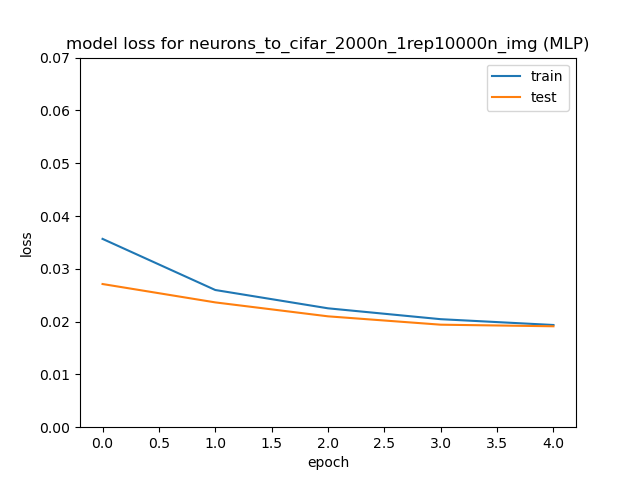 model loss for neurons_to_cifar_2000n_1rep10000n_img (MLP)
0.07
0.06
0.05
0.04
0.03
0.02
0.01
0.00
loss
train
test
0.0 0.5 1.0 1.5 2.0 2.5 3.0 3.5 4.0
epoch